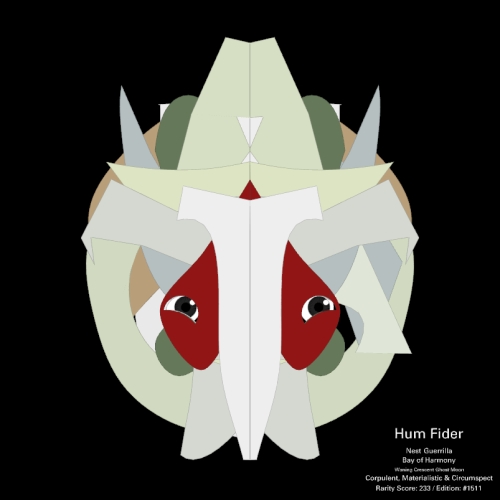 Hum Fider
Nest Guerrilla
Bay of Harmony
Waning Crescent Ghost Moon
Corpulent, Materialistic & Circumspect
Rarity Score: 233 / Edition: #1511